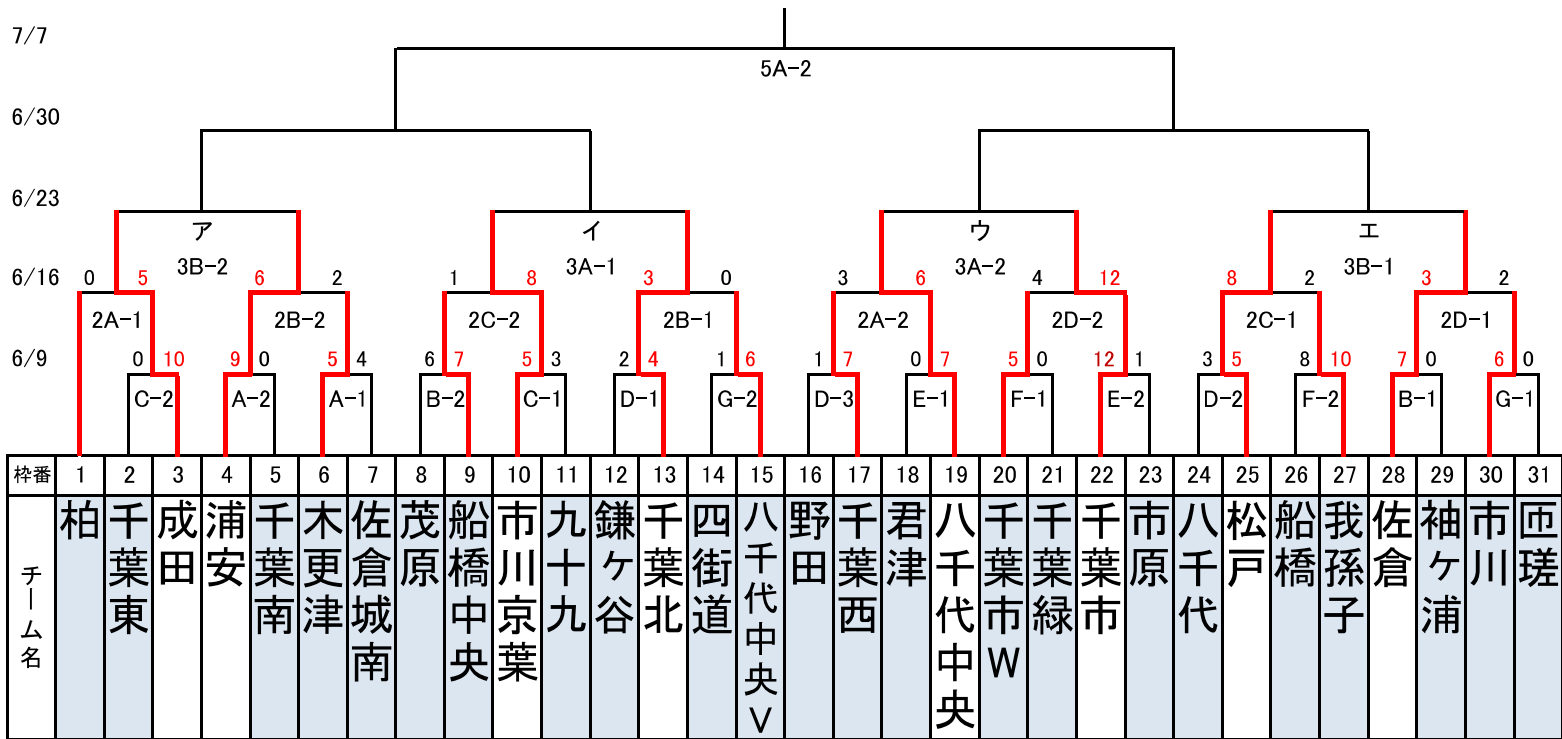 7/7
5A-2
6/30
6/23
ア イ ウ エ
3B-2 3A-1 3A-2 3B-1
6/16 0 5 6 2 1 8 3 0 3 6 4 12 8 2 3 2
2A-1 2B-2 2C-2 2B-1 2A-2 2D-2 2C-1 2D-1
6/9 0 10 9 0 5 4 6 7 5 3 2 4 1 6 1 7 0 7 5 0 12 1 3 5 8 10 7 0 6 0
C-2 A-2 A-1 B-2 C-1 D-1 G-2 D-3 E-1 F-1 E-2 D-2 F-2 B-1 G-1
枠番 1 2 3 4 5 6 7 8 9 10 11 12 13 14 15 16 17 18 19 20 21 22 23 24 25 26 27 28 29 30 31
チーム名
柏
千葉東
成田
浦安
千葉南
木更津
佐倉城南
茂原
船橋中央
市川京葉
九十九
鎌ヶ谷
千葉北
四街道
八千代中央V
野田
千葉西
君津
八千代中央
千葉市W
千葉緑
千葉市
市原
八千代
松戸
船橋
我孫子
佐倉
袖ケ浦
市川
匝瑳